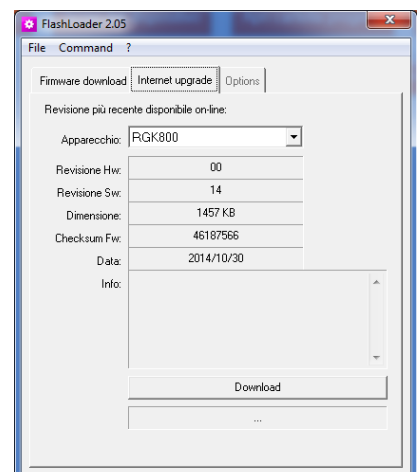 FlashLoader 2.05
File Command ?
Firmware download Internet upgrade Options
Revisione più recente disponibile on-line:
Apparecchio: RGK800
Revisione Hw: 00
Revisione Sw: 14
Dimensione: 1457 KB
Checksum Fw: 46187566
Data: 2014/10/30
Info:
Download
...